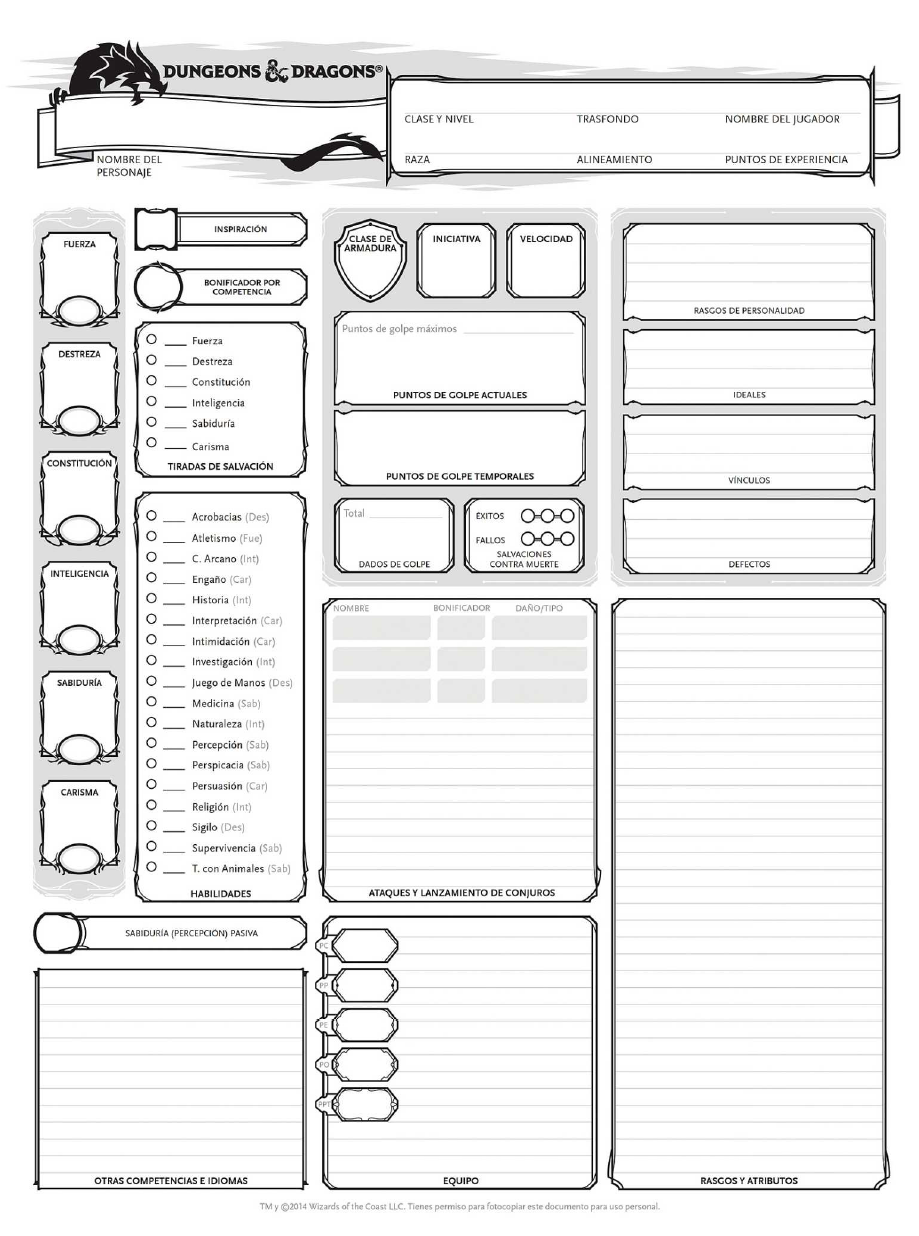 DUNGEONS & DRAGONS®
NOMBRE DEL
PERSONAJE
CLASE Y NIVEL
TRASFONDO
NOMBRE DEL JUGADOR
RAZA
ALINEAMIENTO
PUNTOS DE EXPERIENCIA
FUERZA
DESTREZA
CONSTITUCIÓN
INTELIGENCIA
SABIDURÍA
CARISMA
INSPIRACIÓN
BONIFICADOR POR
COMPETENCIA
Fuerza
Destreza
Constitución
Inteligencia
Sabiduría
Carisma
TIRADAS DE SALVACIÓN
Acrobacias (Des)
Atletismo (Fue)
C. Arcano (Int)
Engaño (Car)
Historia (Int)
Interpretación (Car)
Intimidación (Car)
Investigación (Int)
Juego de Manos (Des)
Medicina (Sab)
Naturaleza (Int)
Percepción (Sab)
Perspicacia (Sab)
Persuasión (Car)
Religión (Int)
Sigilo (Des)
Supervivencia (Sab)
T. con Animales (Sab)
HABILIDADES
SABIDURÍA (PERCEPCIÓN) PASIVA
OTRAS COMPETENCIAS E IDIOMAS
CLASE DE
ARMADURA
INICIATIVA
VELOCIDAD
Puntos de golpe máximos
PUNTOS DE GOLPE ACTUALES
PUNTOS DE GOLPE TEMPORALES
Total
DADOS DE GOLPE
ÉXITOS
FALLOS
SALVACIONES
CONTRA MUERTE
NOMBRE
BONIFICADOR
DAÑO/TIPO
ATAQUES Y LANZAMIENTO DE CONJUROS
PC
PP
PE
PO
PPT
EQUIPO
RASGOS DE PERSONALIDAD
IDEALES
VÍNCULOS
DEFECTOS
RASGOS Y ATRIBUTOS
TM y ©2014 Wizards of the Coast LLC. Tienes permiso para fotocopiar este documento para uso personal.